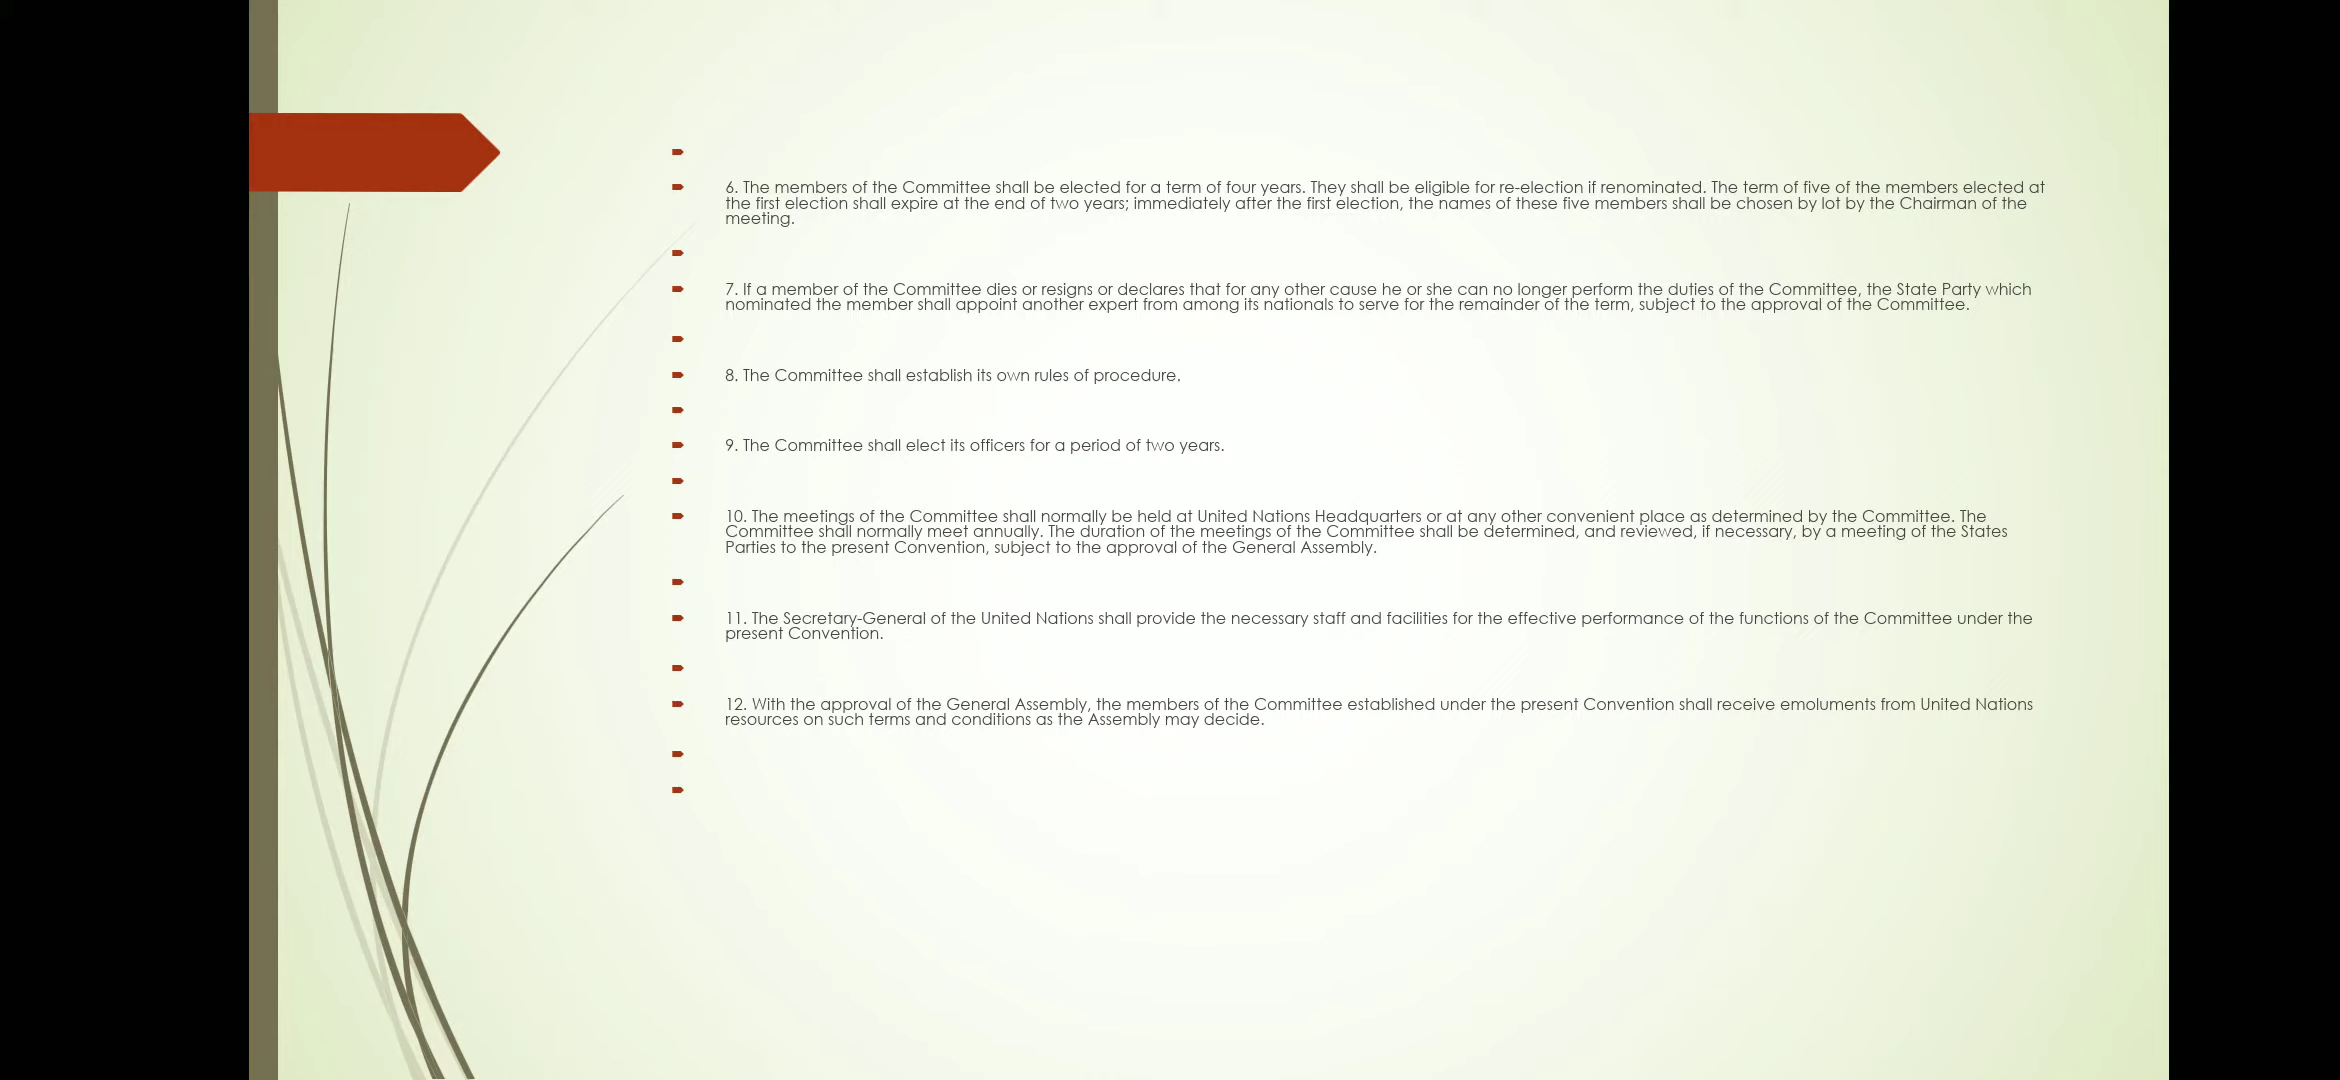 6. The members of the Committee shall be elected for a term of four years. They shall be eligible for re-election if renominated. The term of five of the members elected at
the first election shall expire at the end of two years; immediately after the first election, the names of these five members shall be chosen by lot by the Chairman of the
meeting.
7. If a member of the Committee dies or resigns or declares that for any other cause he or she can no longer perform the duties of the Committee, the State Party which
nominated the member shall appoint another expert from among its nationals to serve for the remainder of the term, subject to the approval of the Committee.
8. The Committee shall establish its own rules of procedure.
9. The Committee shall elect its officers for a period of two years.
10. The meetings of the Committee shall normally be held at United Nations Headquarters or at any other convenient place as determined by the Committee. The
Committee shall normally meet annually. The duration of the meetings of the Committee shall be determined, and reviewed, if necessary, by a meeting of the States
Parties to the present Convention, subject to the approval of the General Assembly.
11. The Secretary-General of the United Nations shall provide the necessary staff and facilities for the effective performance of the functions of the Committee under the
present Convention.
12. With the approval of the General Assembly, the members of the Committee established under the present Convention shall receive emoluments from United Nations
resources on such terms and conditions as the Assembly may decide.